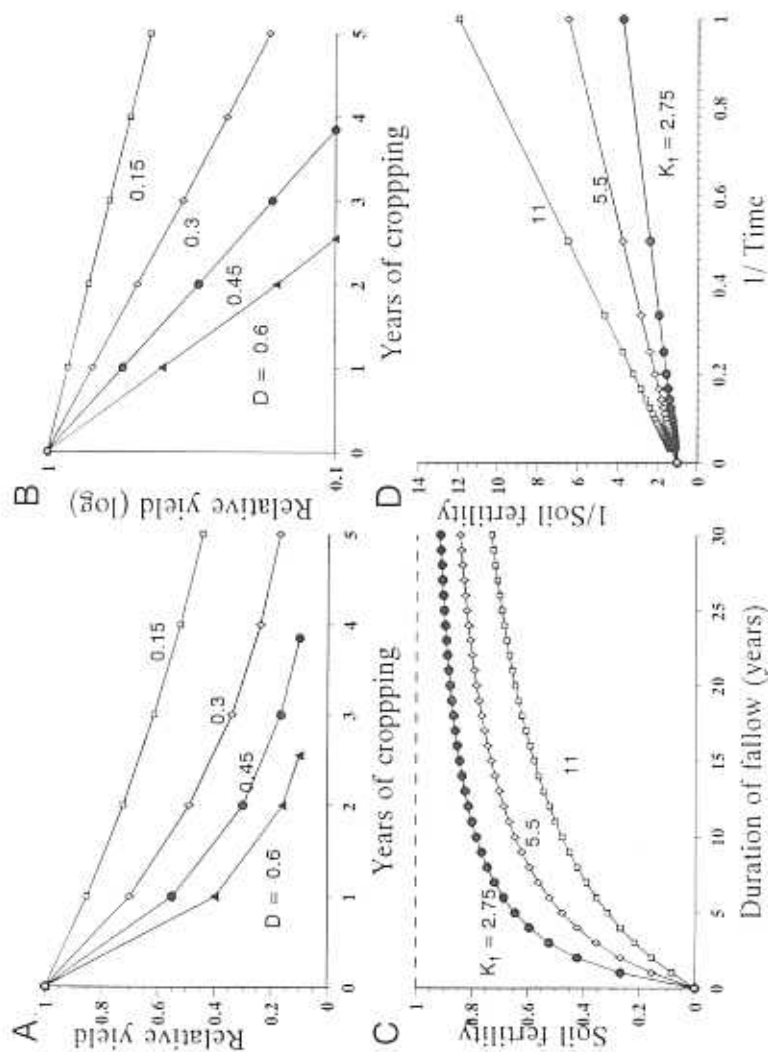 A
Relative yield
1
0.8
0.6
0.4
0.2
0
0.15
0.3
0.45
D = 0.6
0 1 2 3 4 5
Years of croppping
B
Relative yield (log)
1
0.1
0.15
0.3
0.45
D = 0.6
0 1 2 3 4 5
Years of croppping
C
Soil fertility
1
0.8
0.6
0.4
0.2
0
K₁ = 2.75
5.5
11
0 5 10 15 20 25 30
Duration of fallow (years)
D
1/Soil fertility
14
12
10
8
6
4
2
0
11
5.5
K₁ = 2.75
0 0.2 0.4 0.6 0.8 1
1/ Time